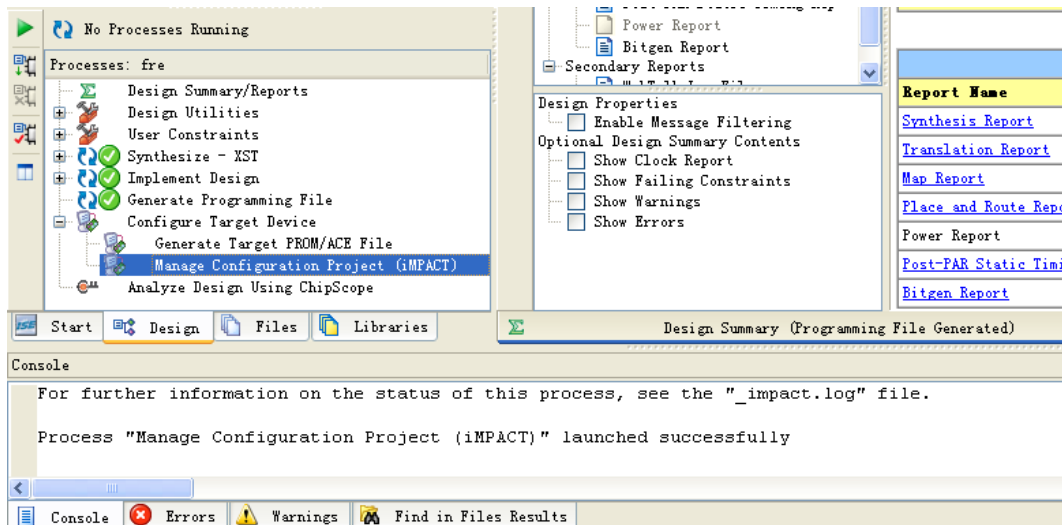 No Processes Running
Processes: fre
Design Summary/Reports
Design Utilities
User Constraints
Synthesize - XST
Implement Design
Generate Programming File
Configure Target Device
Generate Target PROM/ACE File
Manage Configuration Project (iMPACT)
Analyze Design Using ChipScope
Power Report
Bitgen Report
Secondary Reports
Design Properties
Enable Message Filtering
Optional Design Summary Contents
Show Clock Report
Show Failing Constraints
Show Warnings
Show Errors
Report Name
Synthesis Report
Translation Report
Map Report
Place and Route Repo
Power Report
Post-PAR Static Timi
Bitgen Report
ISE Start Design Files Libraries
Design Summary (Programming File Generated)
Console
For further information on the status of this process, see the "_impact.log" file.
Process "Manage Configuration Project (iMPACT)" launched successfully
Console Errors Warnings Find in Files Results